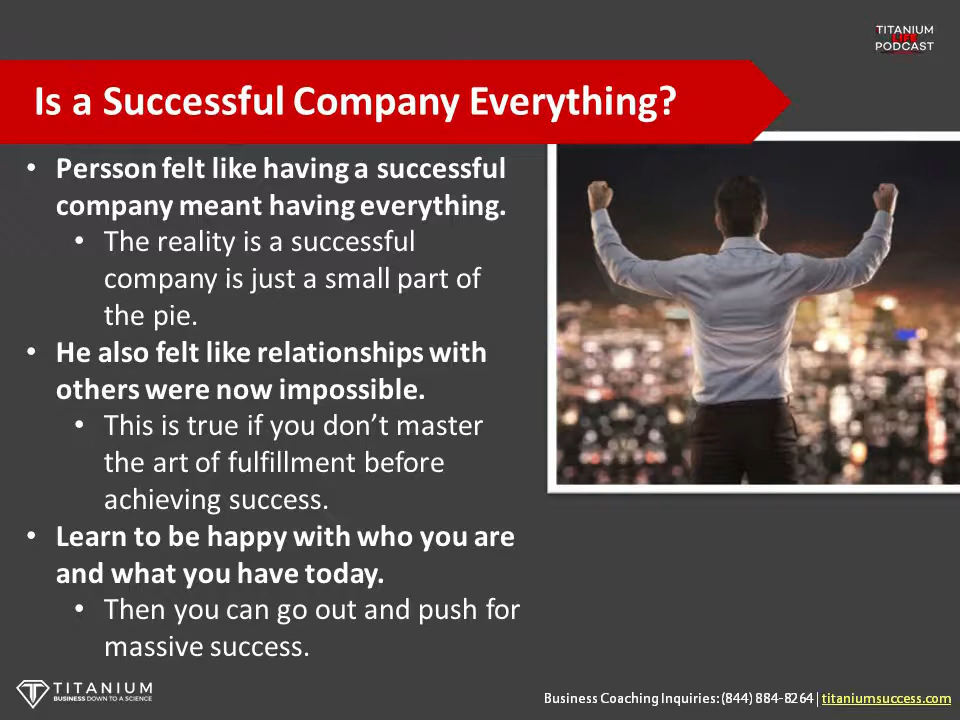 TITANIUM
LIFE
PODCAST
Is a Successful Company Everything?
• Persson felt like having a successful
company meant having everything.
• The reality is a successful
company is just a small part of
the pie.
• He also felt like relationships with
others were now impossible.
• This is true if you don’t master
the art of fulfillment before
achieving success.
• Learn to be happy with who you are
and what you have today.
• Then you can go out and push for
massive success.
TITANIUM
BUSINESS DOWN TO A SCIENCE
Business Coaching Inquiries: (844) 884-8264 | titaniumsuccess.com